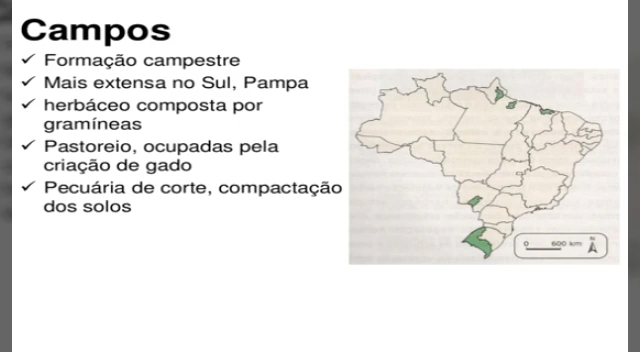 Campos
✓ Formação campestre
✓ Mais extensa no Sul, Pampa
✓ herbáceo composta por
gramíneas
✓ Pastoreio, ocupadas pela
criação de gado
✓ Pecuária de corte, compactação
dos solos
0 600 km N